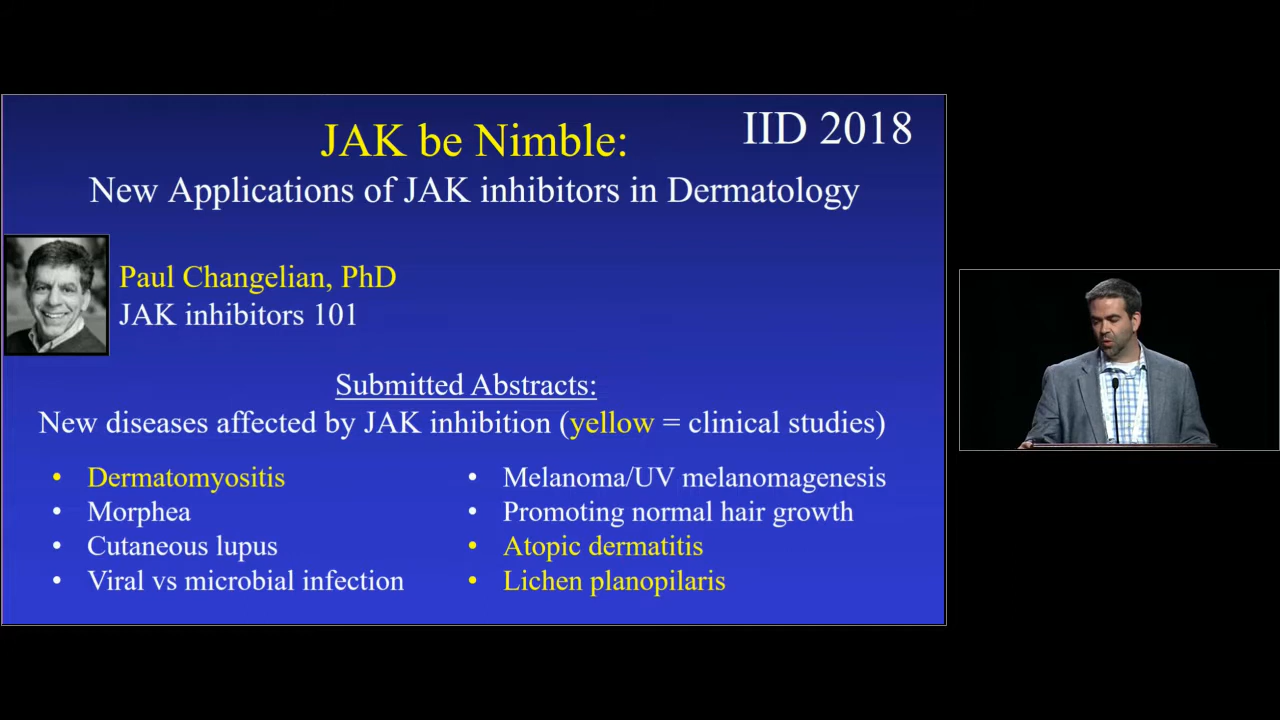 JAK be Nimble:
IID 2018
New Applications of JAK inhibitors in Dermatology
Paul Changelian, PhD
JAK inhibitors 101
Submitted Abstracts:
New diseases affected by JAK inhibition (yellow = clinical studies)
• Dermatomyositis
• Morphea
• Cutaneous lupus
• Viral vs microbial infection
• Melanoma/UV melanomagenesis
• Promoting normal hair growth
• Atopic dermatitis
• Lichen planopilaris